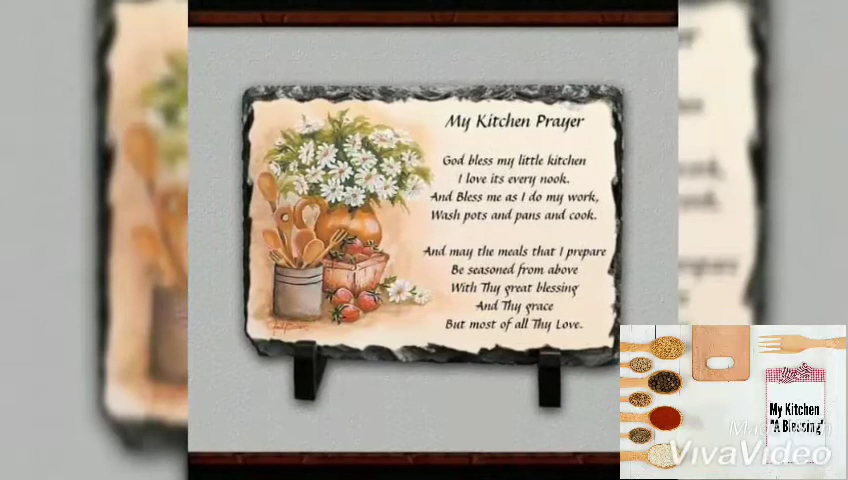 My Kitchen Prayer
God bless my little kitchen
I love its every nook.
And Bless me as I do my work,
Wash pots and pans and cook.
And may the meals that I prepare
Be seasoned from above
With Thy great blessing
And Thy grace
But most of all Thy Love.
My Kitchen
"A Blessing"
VivaVideo